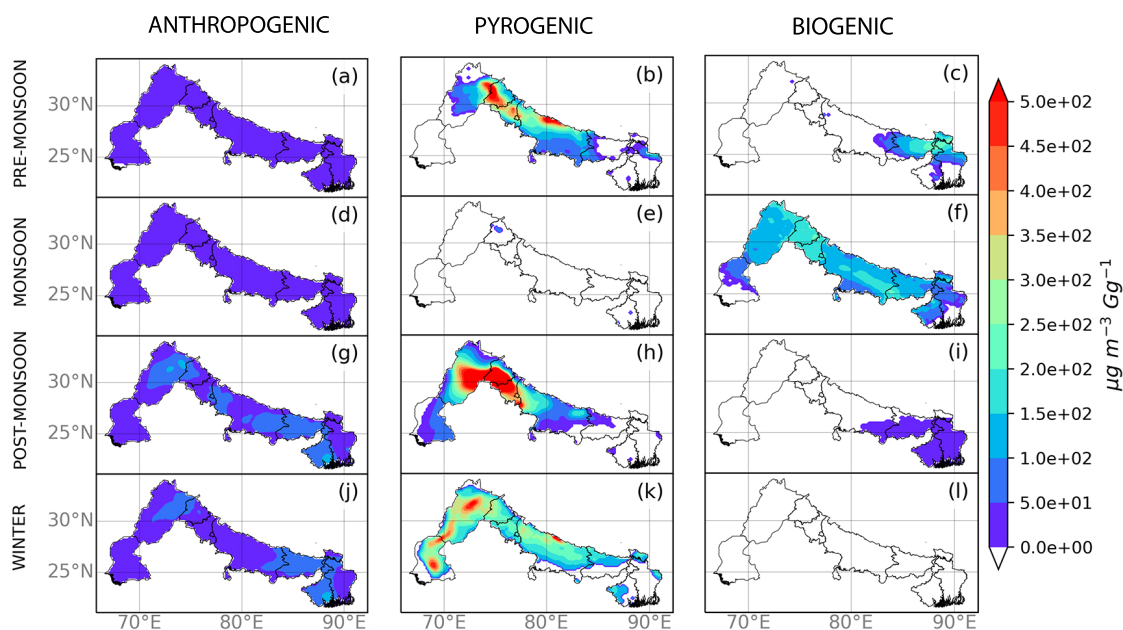 ANTHROPOGENIC PYROGENIC BIOGENIC
PRE-MONSOON
30°N
25°N
(a)
(b)
(c)
MONSOON
30°N
25°N
(d)
(e)
(f)
POST-MONSOON
30°N
25°N
(g)
(h)
(i)
WINTER
30°N
25°N
(j)
(k)
(l)
70°E 80°E 90°E 70°E 80°E 90°E 70°E 80°E 90°E
5.0e+02
4.5e+02
4.0e+02
3.5e+02
3.0e+02
2.5e+02
2.0e+02
1.5e+02
1.0e+02
5.0e+01
0.0e+00
μg m⁻³ Gg⁻¹